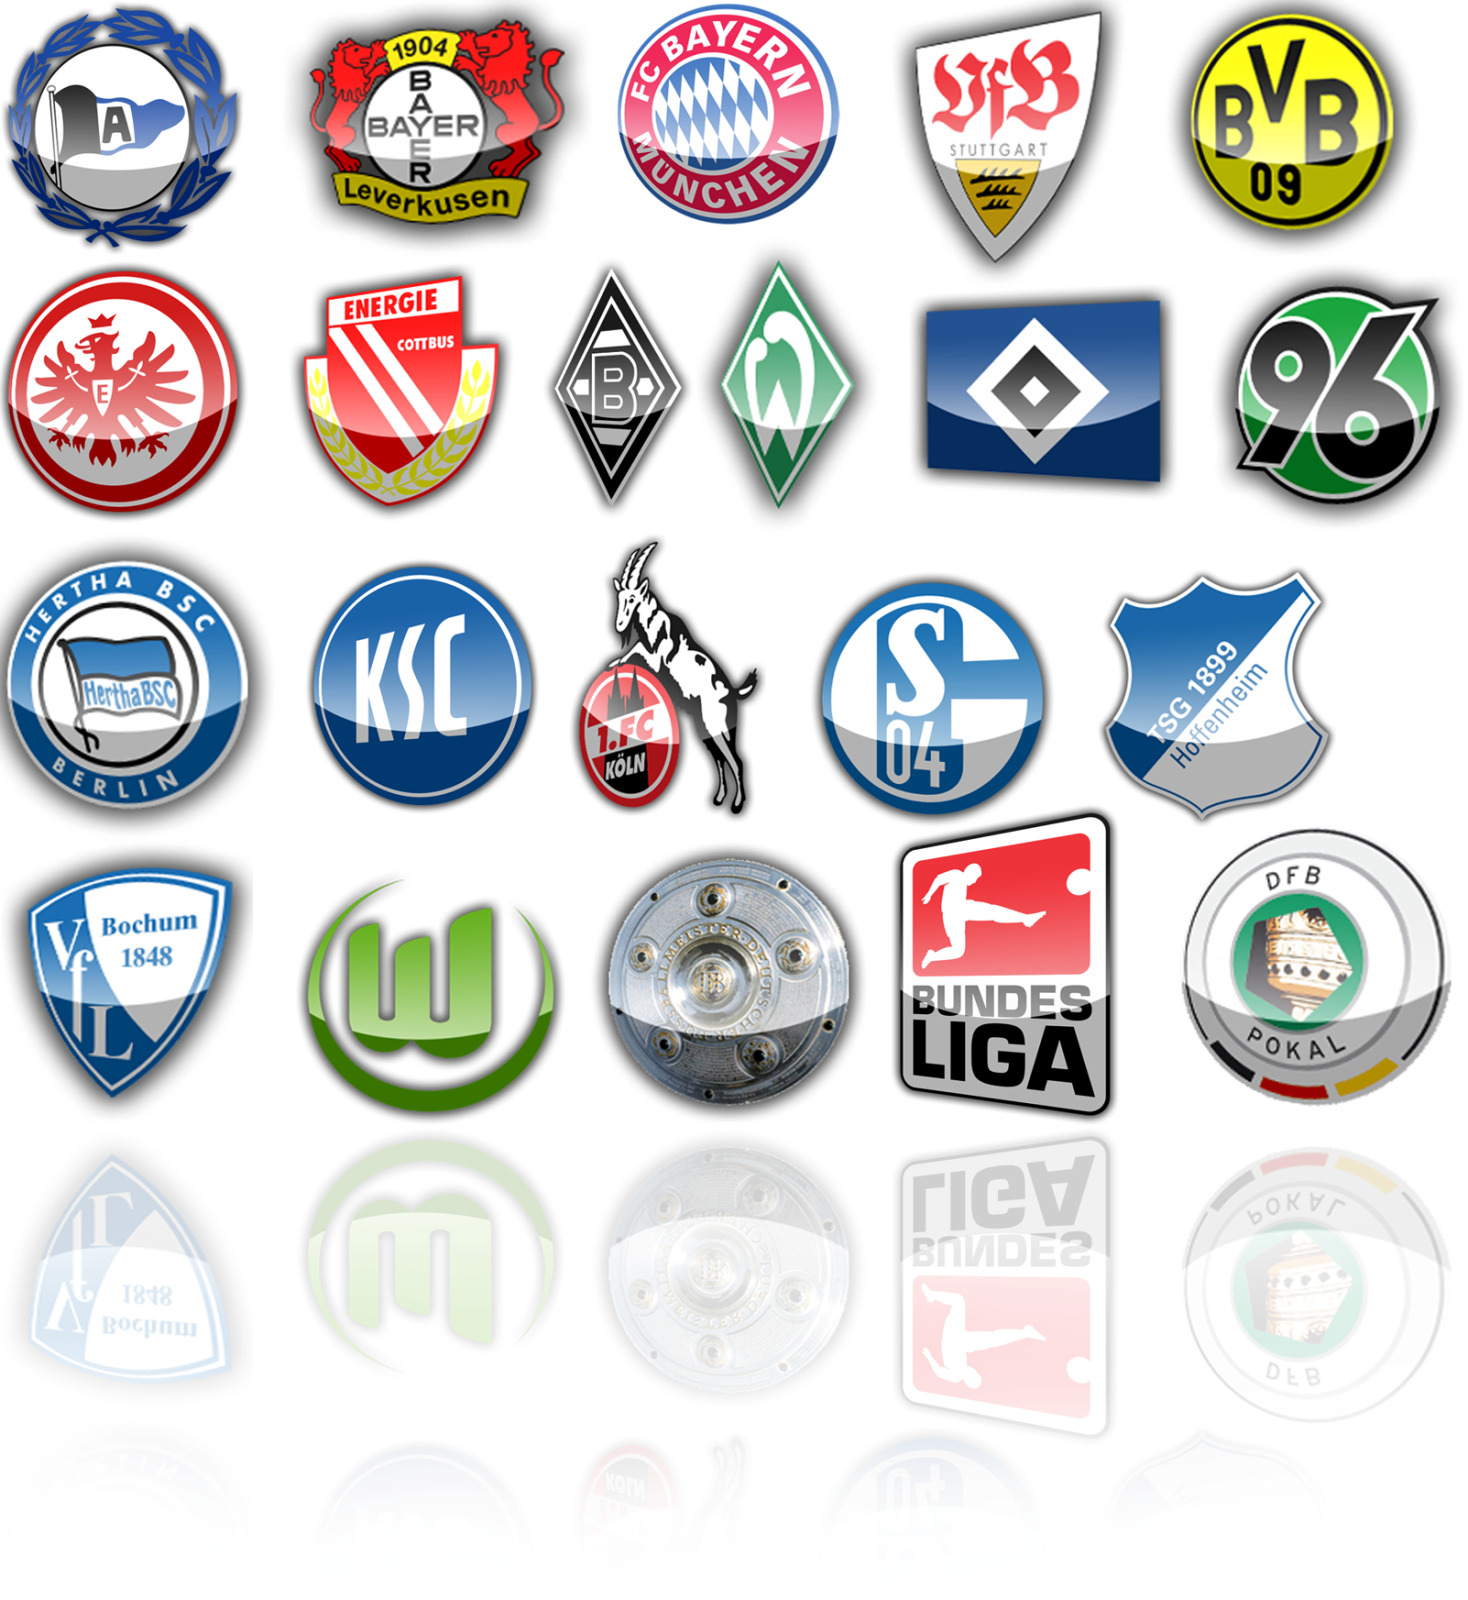 A
1904
BAYER
BAYER
Leverkusen
FC BAYERN
MÜNCHEN
VfB
STUTTGART
BVB
09
E
ENERGIE
COTTBUS
B
W
96
HERTHA BSC
HerthaBSC
BERLIN
KSC
1.FC
KÖLN
S
04
TSG 1899
Hoffenheim
VfL
Bochum
1848
W
BUNDES
LIGA
DFB
POKAL